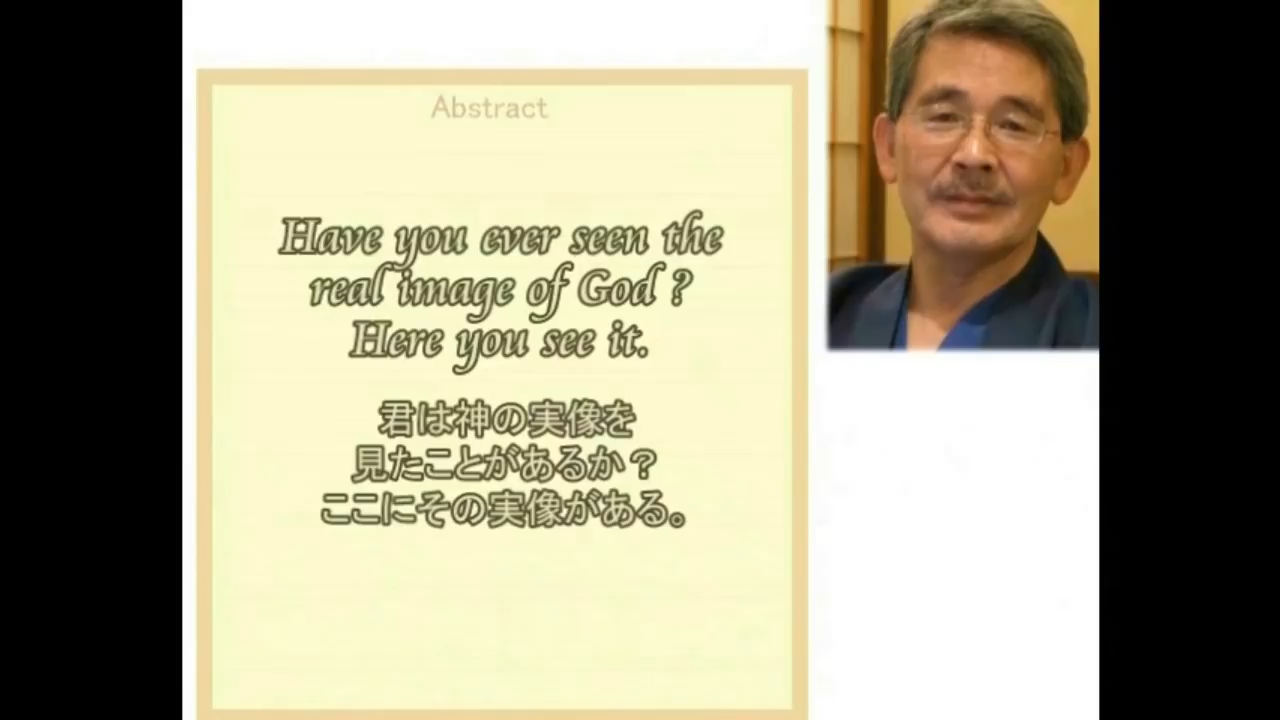 Abstract
Have you ever seen the
real image of God ?
Here you see it.
君は神の実像を
見たことがあるか？
ここにその実像がある。